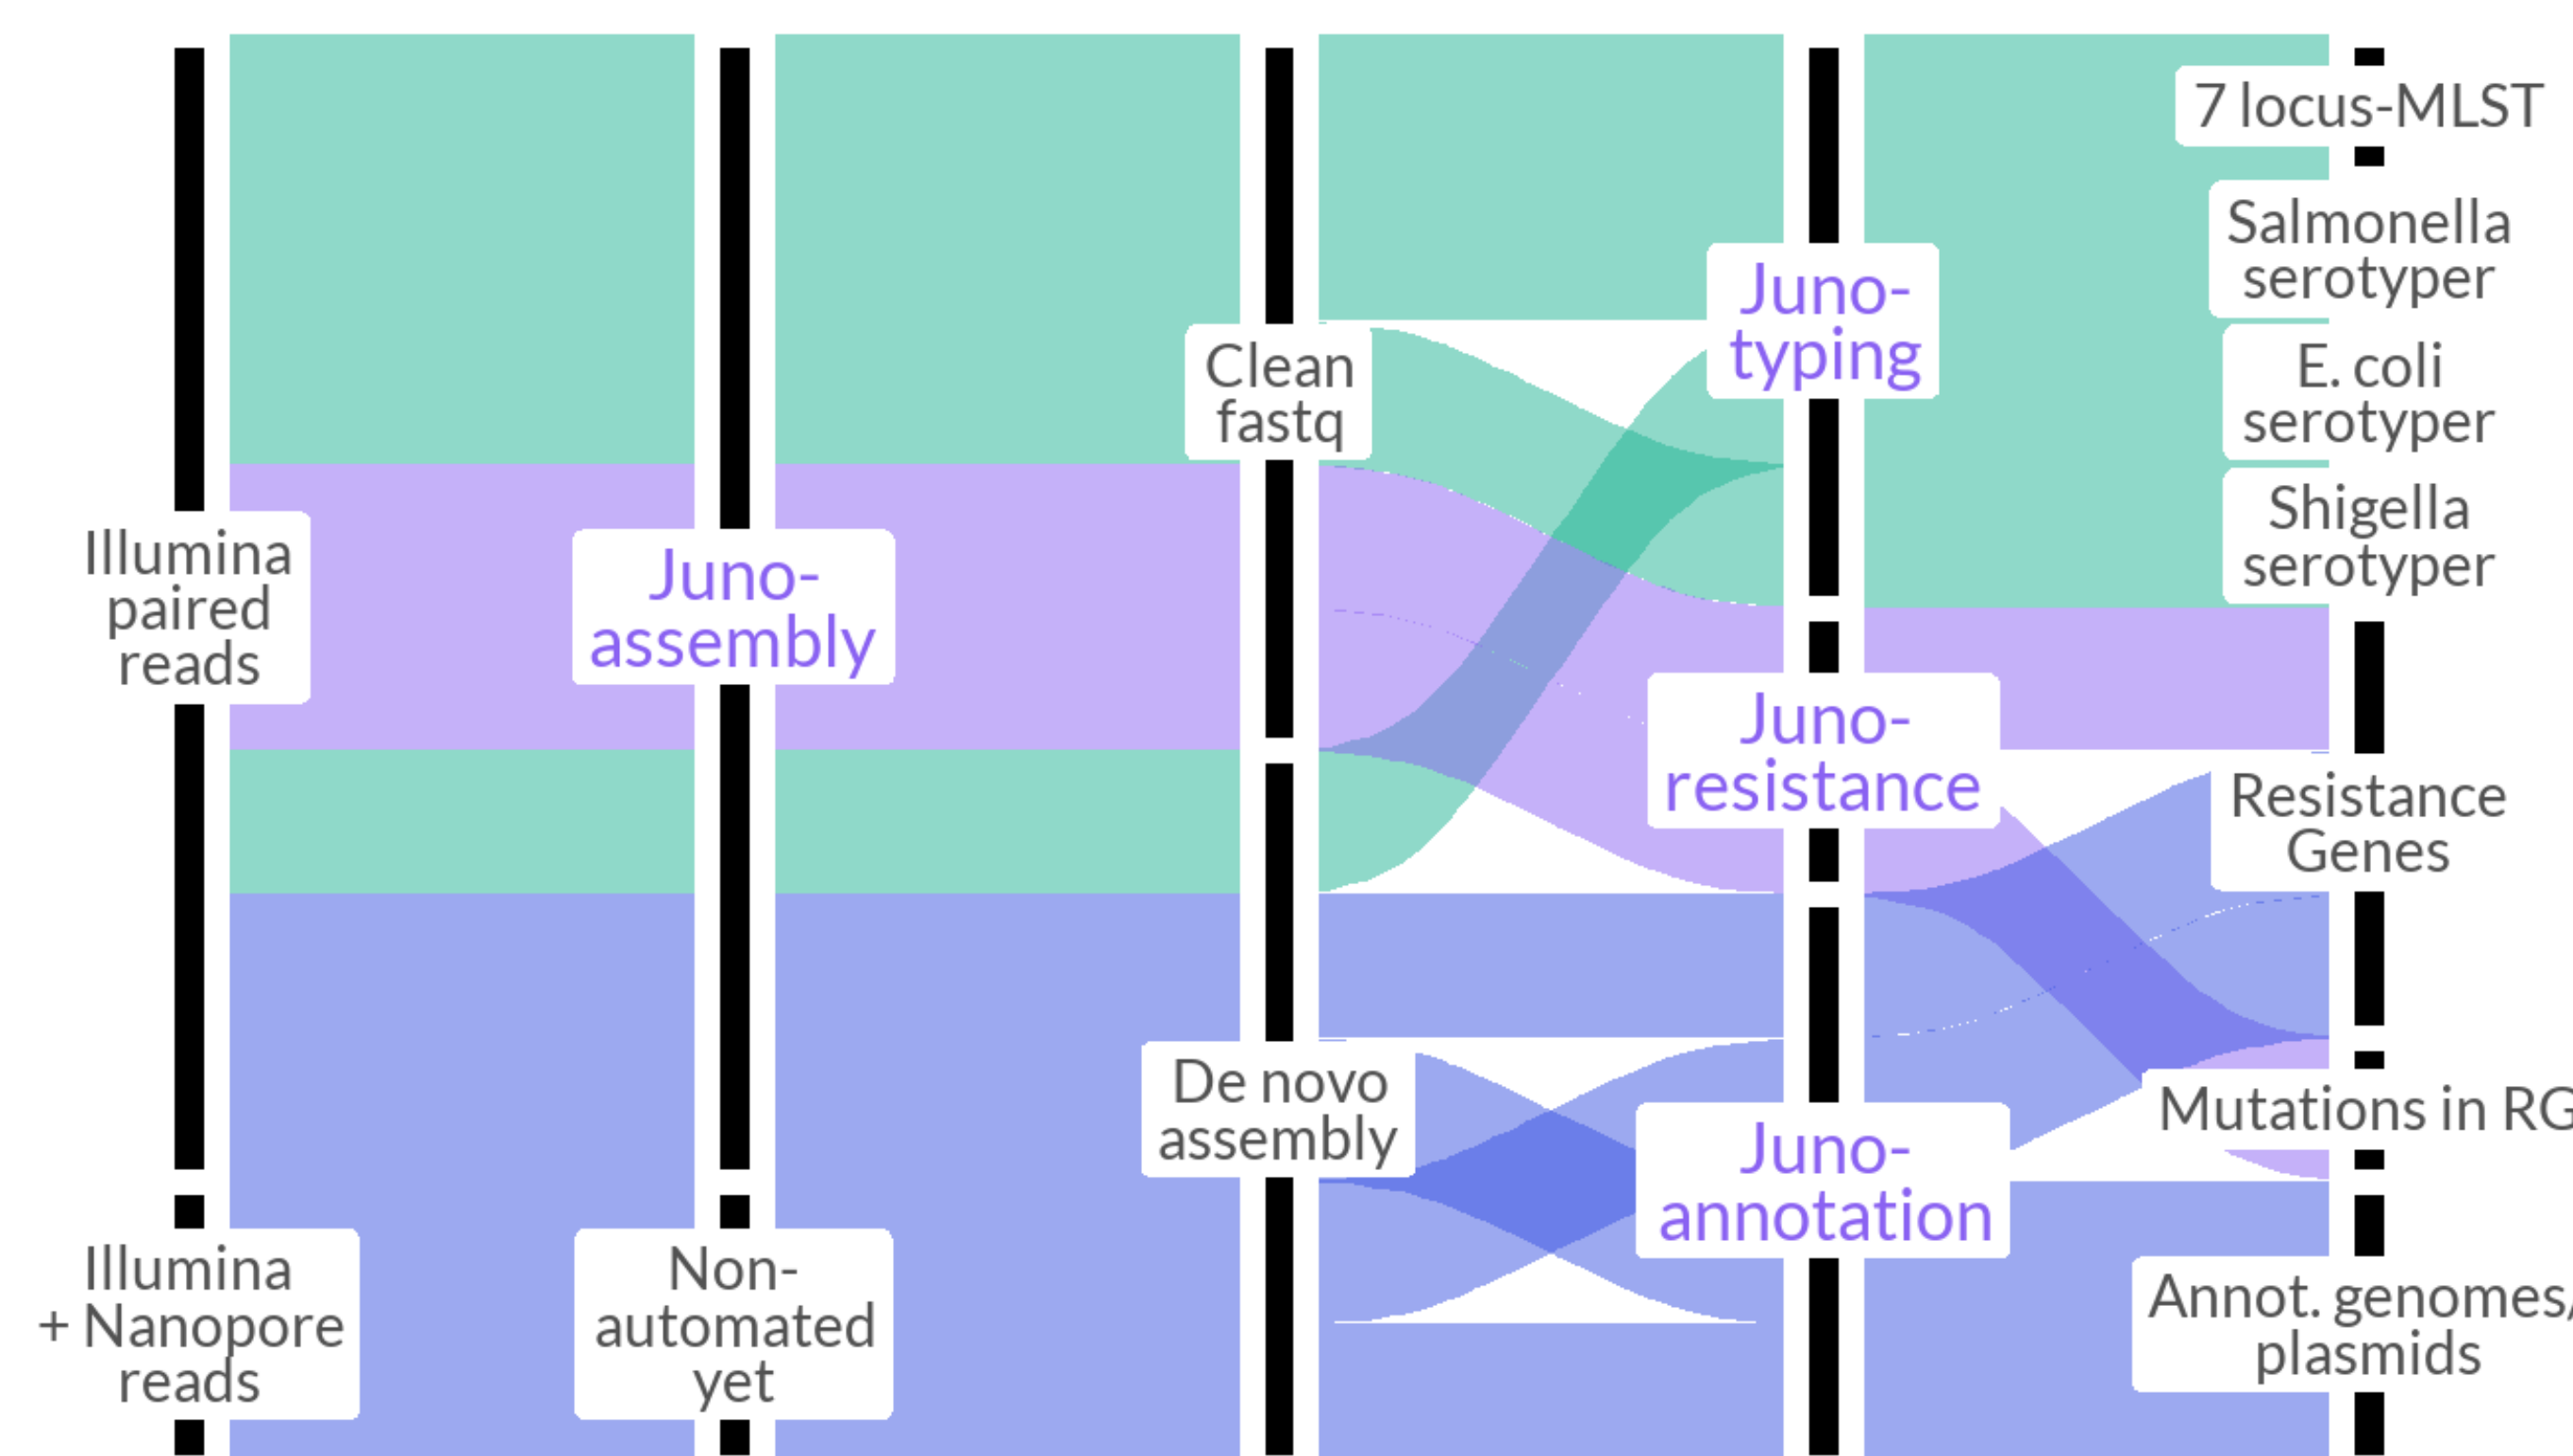 Illumina
paired
reads
Illumina
+ Nanopore
reads
Juno-
assembly
Non-
automated
yet
Clean
fastq
De novo
assembly
Juno-
typing
Juno-
resistance
Juno-
annotation
7 locus-MLST
Salmonella
serotyper
E. coli
serotyper
Shigella
serotyper
Resistance
Genes
Mutations in RG
Annot. genomes/
plasmids